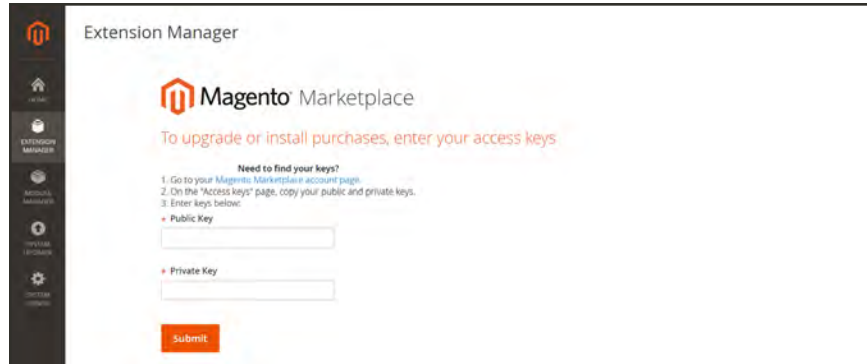 Extension Manager
Magento Marketplace
To upgrade or install purchases, enter your access keys
Need to find your keys?
1. Go to your Magento Marketplace account page.
2. On the "Access keys" page, copy your public and private keys.
3. Enter keys below:
* Public Key
* Private Key
Submit
HOME
EXTENSION
MANAGER
MODULE
MANAGER
SYSTEM
UPGRADE
SYSTEM
CONFIG